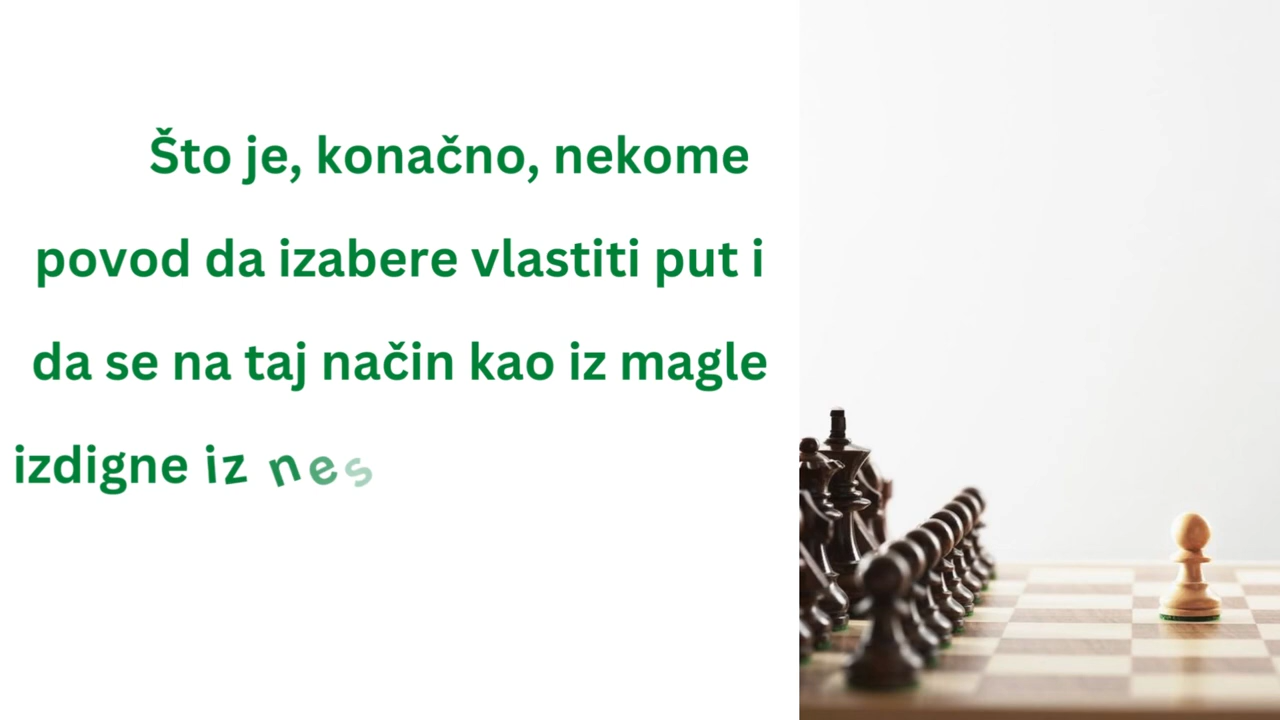 Što je, konačno, nekome
povod da izabere vlastiti put i
da se na taj način kao iz magle
izdigne iz nes